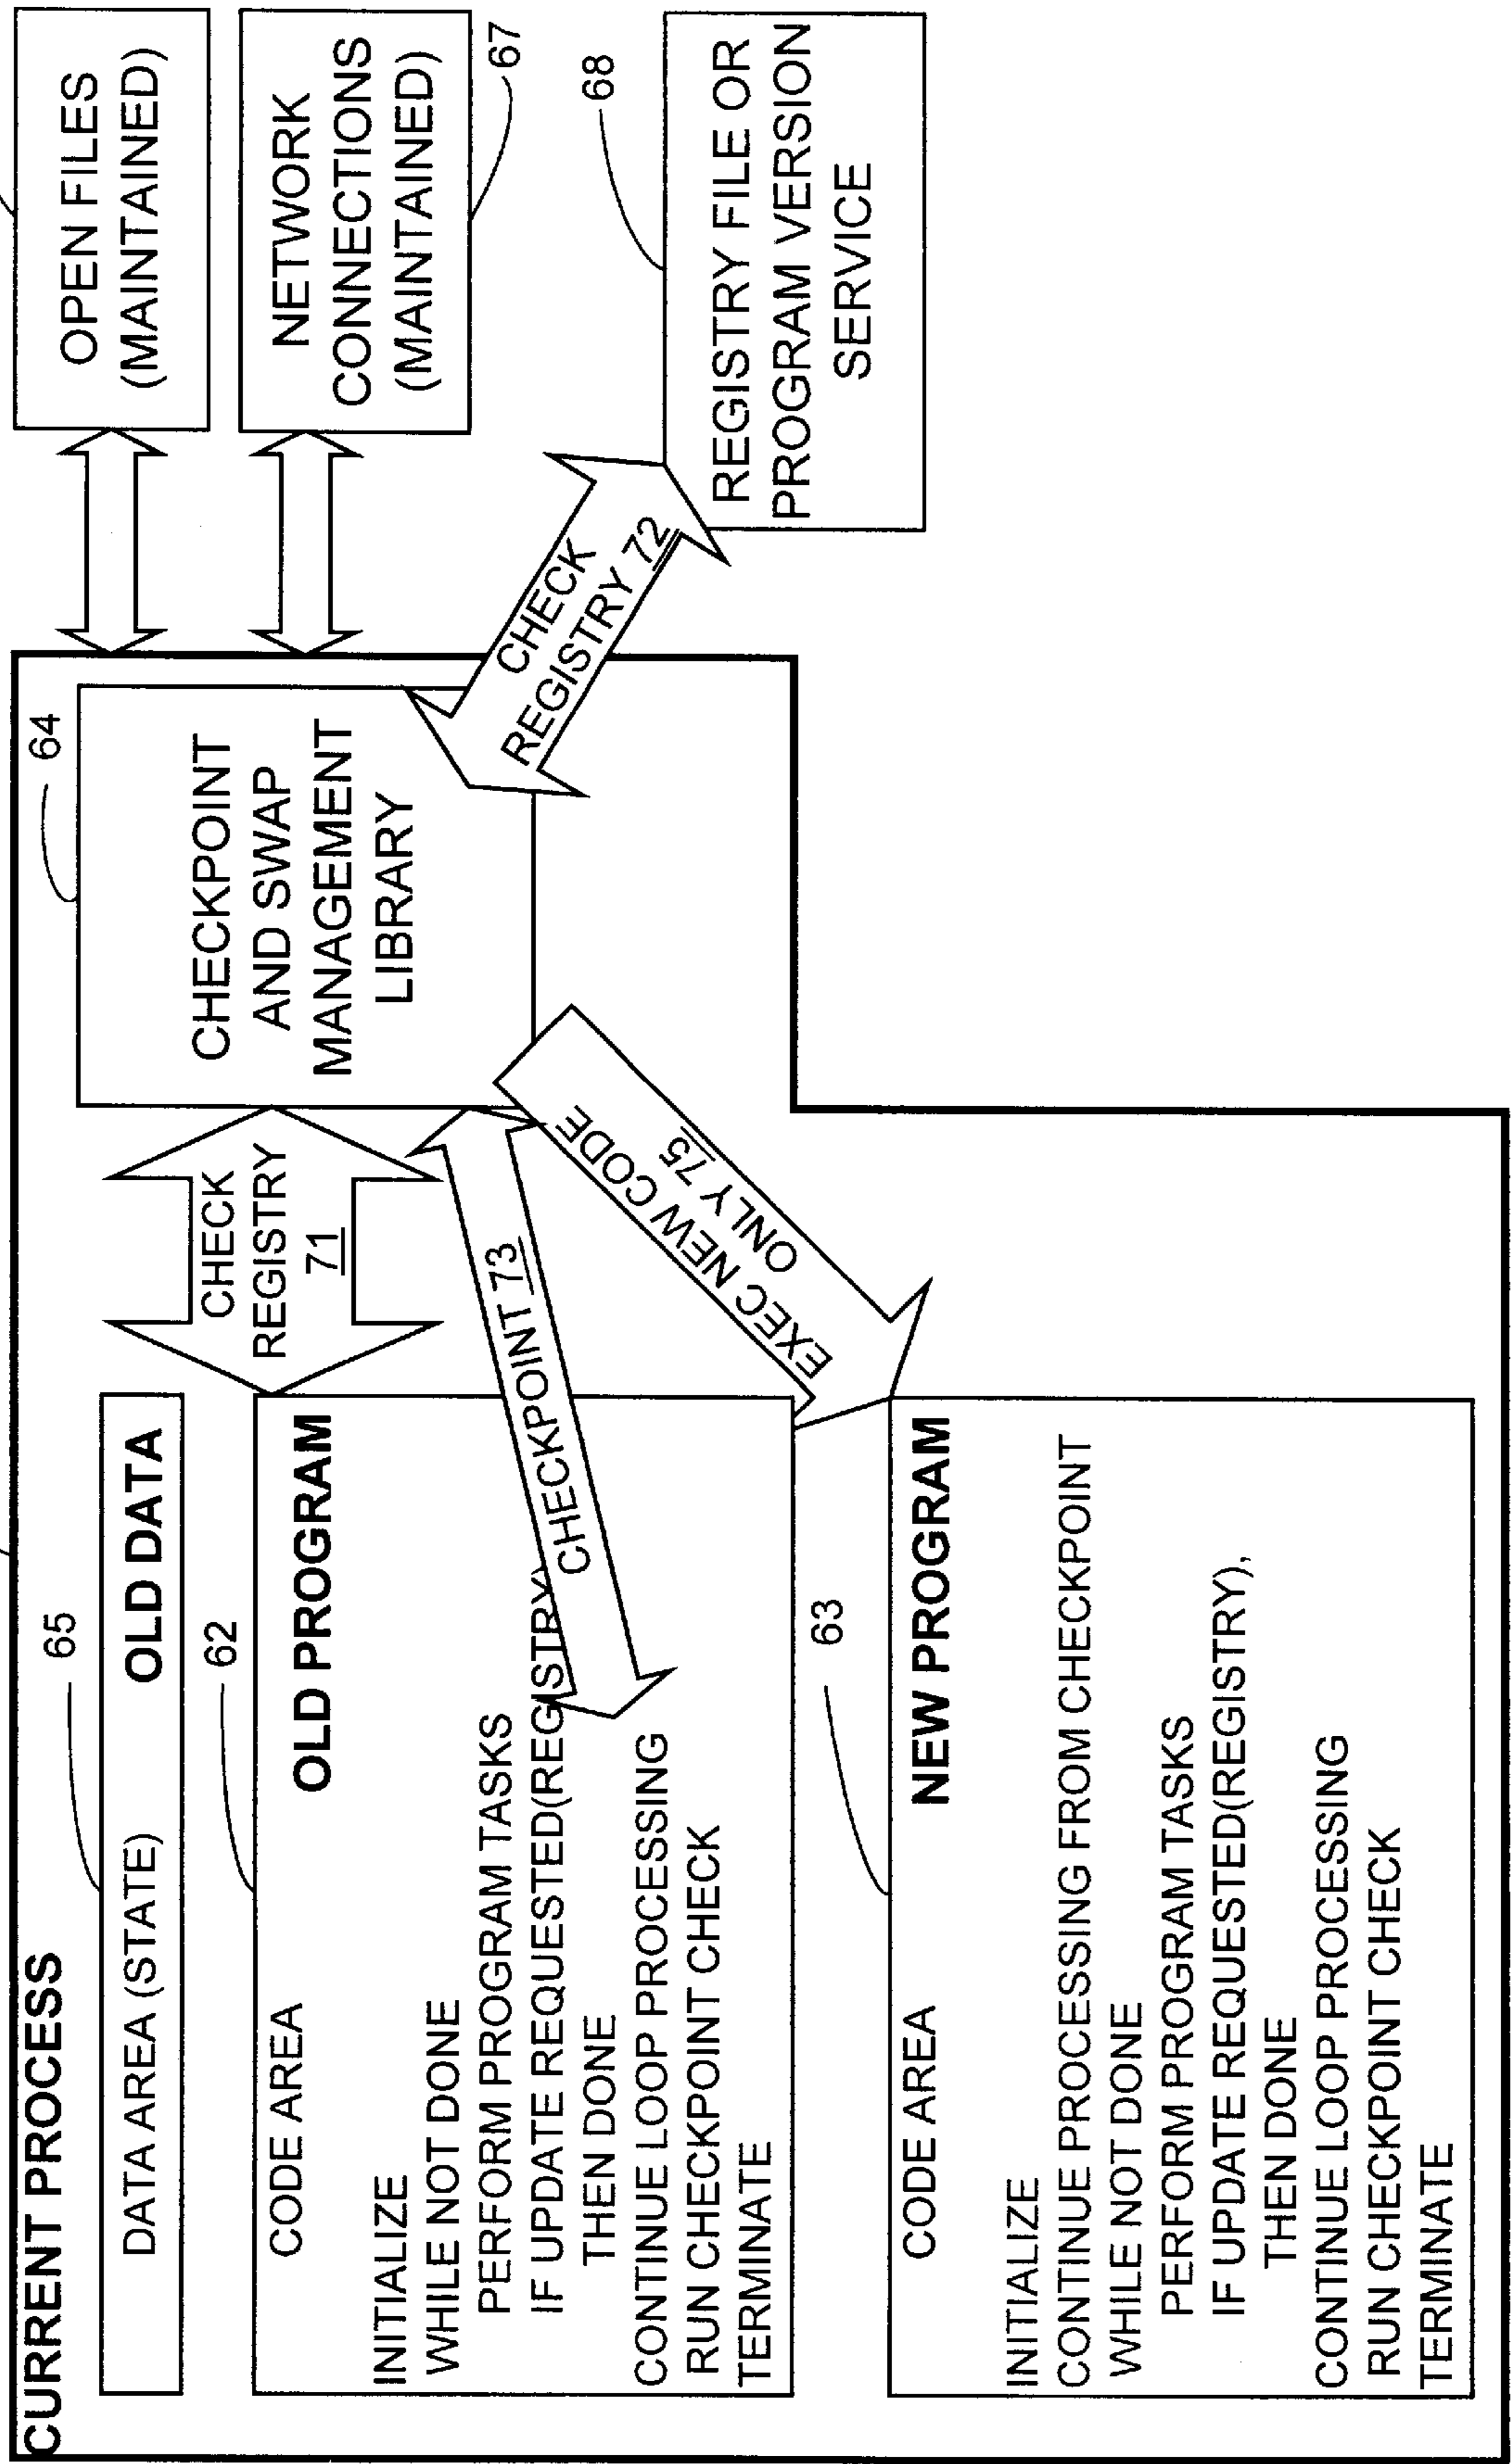 CURRENT PROCESS
65
DATA AREA (STATE) OLD DATA
62
CODE AREA OLD PROGRAM
INITIALIZE
WHILE NOT DONE
PERFORM PROGRAM TASKS
IF UPDATE REQUESTED(REGISTRY)
THEN DONE
CONTINUE LOOP PROCESSING
RUN CHECKPOINT CHECK
TERMINATE
63
CODE AREA NEW PROGRAM
INITIALIZE
CONTINUE PROCESSING FROM CHECKPOINT
WHILE NOT DONE
PERFORM PROGRAM TASKS
IF UPDATE REQUESTED(REGISTRY),
THEN DONE
CONTINUE LOOP PROCESSING
RUN CHECKPOINT CHECK
TERMINATE
CHECK
REGISTRY
71
CHECKPOINT 73
EXEC NEW CODE
ONLY 75
64
CHECKPOINT
AND SWAP
MANAGEMENT
LIBRARY
CHECK
REGISTRY 72
OPEN FILES
(MAINTAINED)
NETWORK
CONNECTIONS
(MAINTAINED)
67
68
REGISTRY FILE OR
PROGRAM VERSION
SERVICE